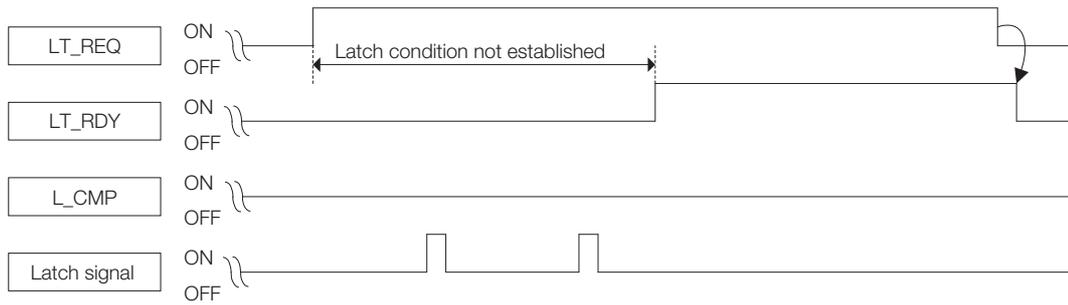 LT_REQ
ON
OFF
Latch condition not established
LT_RDY
ON
OFF
L_CMP
ON
OFF
Latch signal
ON
OFF